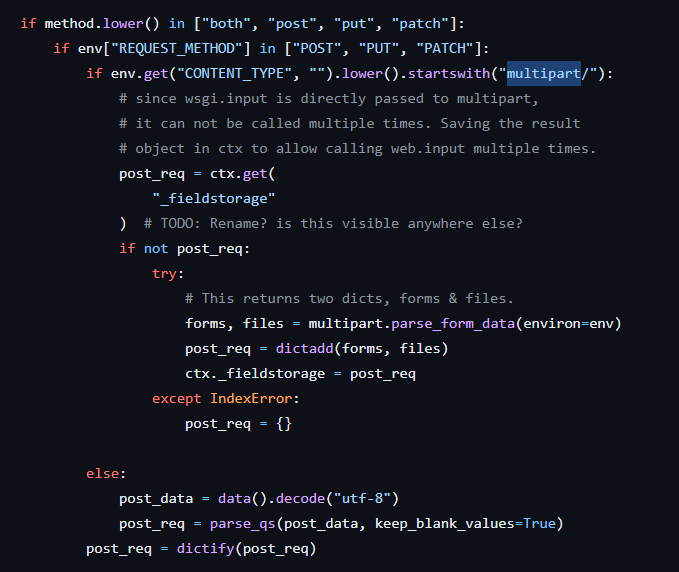 if method.lower() in ["both", "post", "put", "patch"]:
    if env["REQUEST_METHOD"] in ["POST", "PUT", "PATCH"]:
        if env.get("CONTENT_TYPE", "").lower().startswith("multipart/"):
            # since wsgi.input is directly passed to multipart,
            # it can not be called multiple times. Saving the result
            # object in ctx to allow calling web.input multiple times.
            post_req = ctx.get(
                "_fieldstorage"
            )  # TODO: Rename? is this visible anywhere else?
            if not post_req:
                try:
                    # This returns two dicts, forms & files.
                    forms, files = multipart.parse_form_data(environ=env)
                    post_req = dictadd(forms, files)
                    ctx._fieldstorage = post_req
                except IndexError:
                    post_req = {}
        else:
            post_data = data().decode("utf-8")
            post_req = parse_qs(post_data, keep_blank_values=True)
        post_req = dictify(post_req)